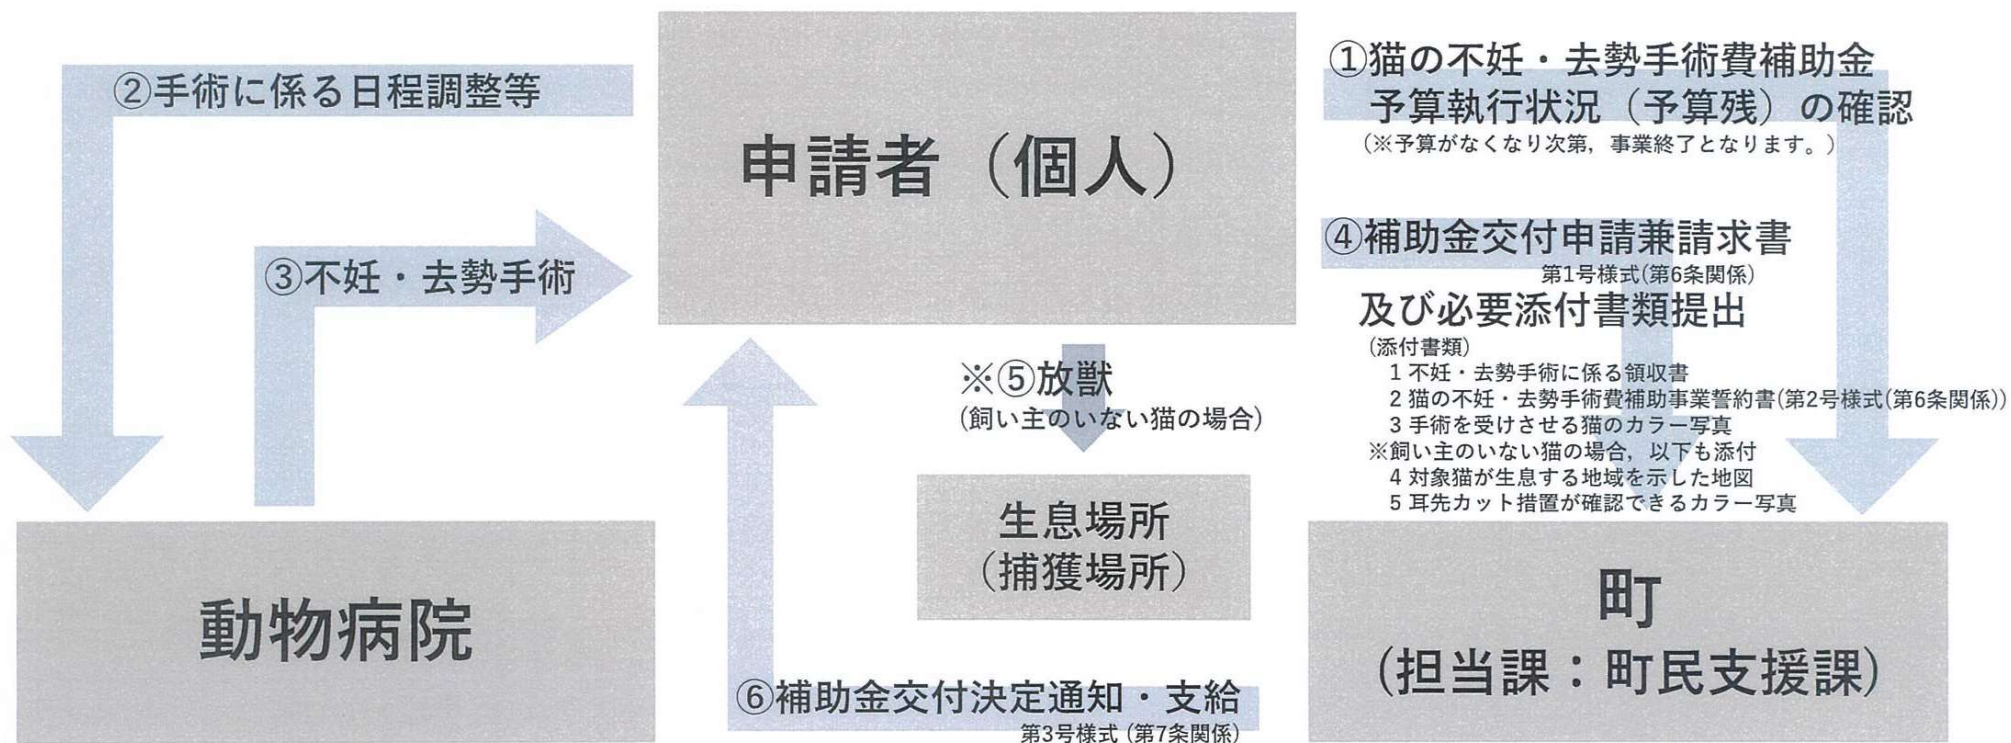 ①猫の不妊・去勢手術費補助金
予算執行状況（予算残）の確認
（※予算がなくなり次第，事業終了となります。）
②手術に係る日程調整等
申請者（個人）
③不妊・去勢手術
④補助金交付申請兼請求書
第1号様式(第6条関係)
及び必要添付書類提出
(添付書類)
1 不妊・去勢手術に係る領収書
2 猫の不妊・去勢手術費補助事業誓約書(第2号様式(第6条関係))
3 手術を受けさせる猫のカラー写真
※飼い主のいない猫の場合，以下も添付
4 対象猫が生息する地域を示した地図
5 耳先カット措置が確認できるカラー写真
※⑤放獣
(飼い主のいない猫の場合)
生息場所
（捕獲場所）
動物病院
町
(担当課：町民支援課)
⑥補助金交付決定通知・支給
第3号様式 (第7条関係)